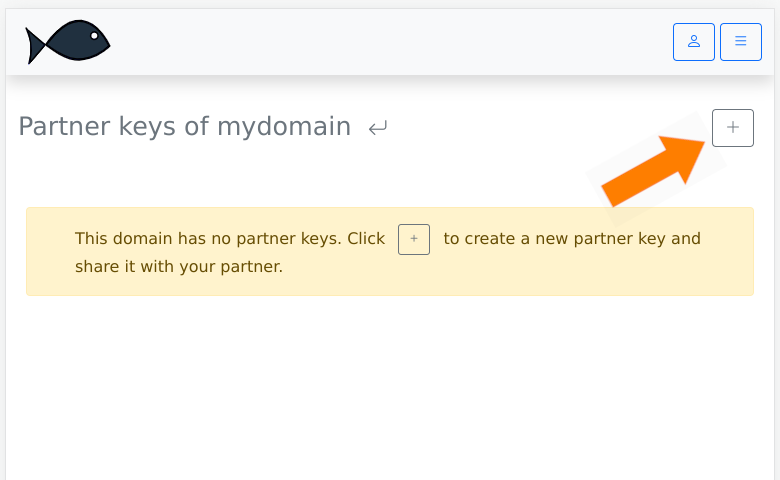 Partner keys of mydomain
This domain has no partner keys. Click + to create a new partner key and
share it with your partner.